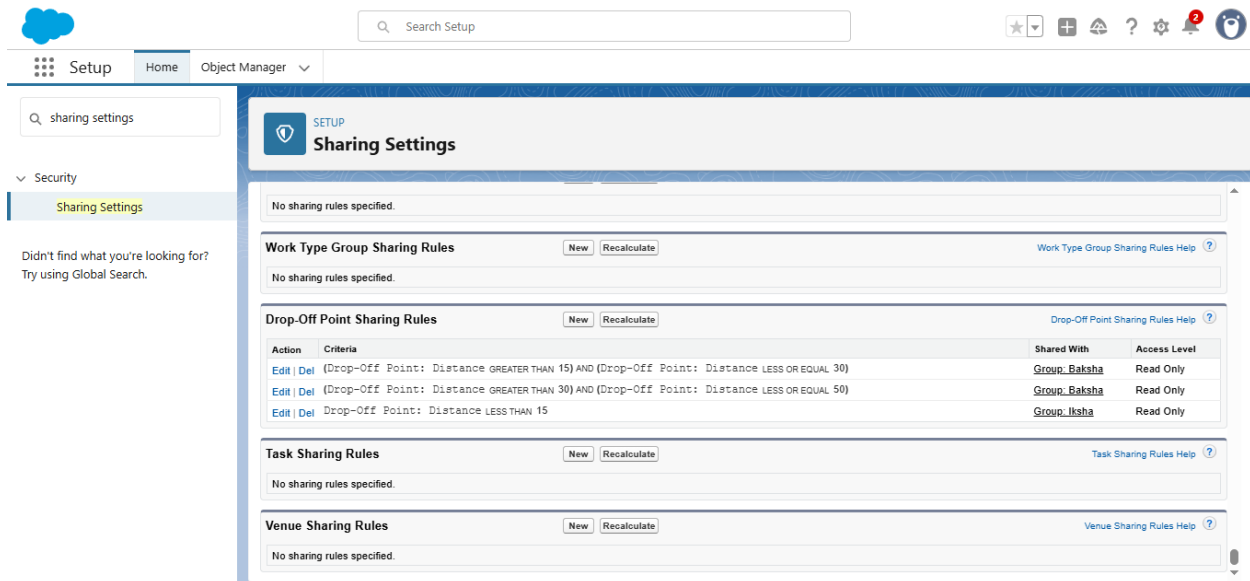 Search Setup
2
Setup Home Object Manager
sharing settings
Security
Sharing Settings
Didn't find what you're looking for?
Try using Global Search.
SETUP
Sharing Settings
No sharing rules specified.
Work Type Group Sharing Rules New Recalculate Work Type Group Sharing Rules Help ?
No sharing rules specified.
Drop-Off Point Sharing Rules New Recalculate Drop-Off Point Sharing Rules Help ?
Action Criteria Shared With Access Level
Edit | Del (Drop-Off Point: Distance GREATER THAN 15) AND (Drop-Off Point: Distance LESS OR EQUAL 30) Group: Baksha Read Only
Edit | Del (Drop-Off Point: Distance GREATER THAN 30) AND (Drop-Off Point: Distance LESS OR EQUAL 50) Group: Baksha Read Only
Edit | Del Drop-Off Point: Distance LESS THAN 15 Group: Iksha Read Only
Task Sharing Rules New Recalculate Task Sharing Rules Help ?
No sharing rules specified.
Venue Sharing Rules New Recalculate Venue Sharing Rules Help ?
No sharing rules specified.